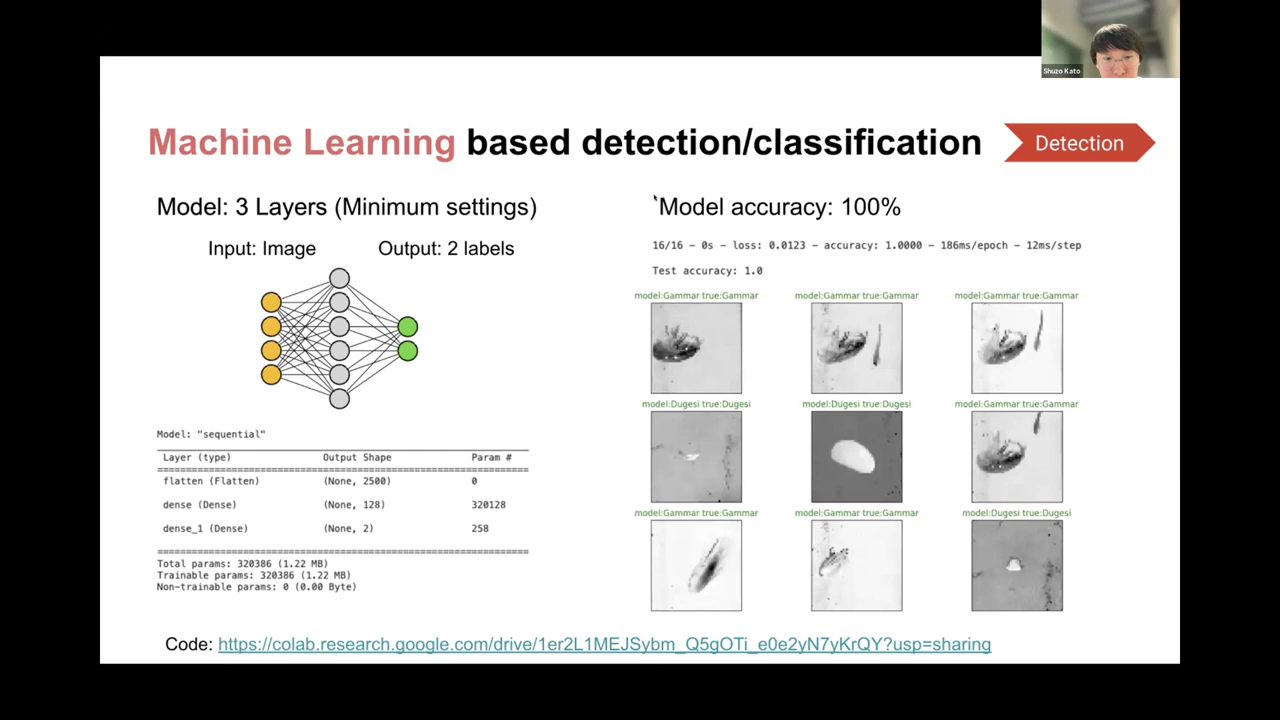 Shuzo Kato
Machine Learning based detection/classification
Detection
Model: 3 Layers (Minimum settings)
Input: Image
Output: 2 labels
Model: "sequential"
Layer (type) Output Shape Param #
flatten (Flatten) (None, 2500) 0
dense (Dense) (None, 128) 320128
dense_1 (Dense) (None, 2) 258
Total params: 320386 (1.22 MB)
Trainable params: 320386 (1.22 MB)
Non-trainable params: 0 (0.00 Byte)
Model accuracy: 100%
16/16 - 0s - loss: 0.0123 - accuracy: 1.0000 - 186ms/epoch - 12ms/step
Test accuracy: 1.0
model:Gammar true:Gammar
model:Gammar true:Gammar
model:Gammar true:Gammar
model:Dugesi true:Dugesi
model:Dugesi true:Dugesi
model:Gammar true:Gammar
model:Gammar true:Gammar
model:Gammar true:Gammar
model:Dugesi true:Dugesi
Code: https://colab.research.google.com/drive/1er2L1MEJSybm_Q5gOTi_e0e2yN7yKrQY?usp=sharing